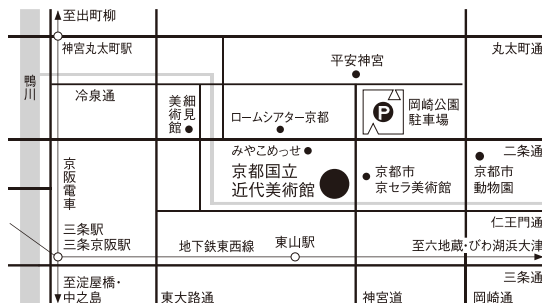 至出町柳
神宮丸太町駅
丸太町通
平安神宮
鴨川
冷泉通
細見
美術館
ロームシアター京都
P
岡崎公園
駐車場
みやこめっせ
二条通
京都国立
近代美術館
京都市
京セラ美術館
京都市
動物園
京阪電車
仁王門通
三条駅
三条京阪駅
地下鉄東西線
東山駅
至六地蔵・びわ湖浜大津
三条通
至淀屋橋・
中之島
東大路通
神宮道
岡崎通